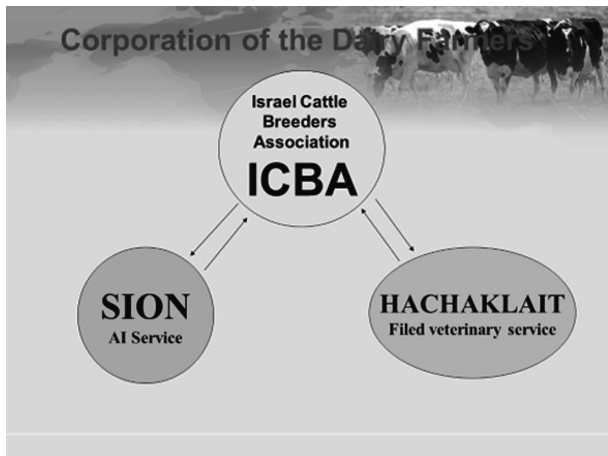 Corporation of the Dairy Farmers
Israel Cattle
Breeders
Association
ICBA
SION
AI Service
HACHAKLAIT
Filed veterinary service